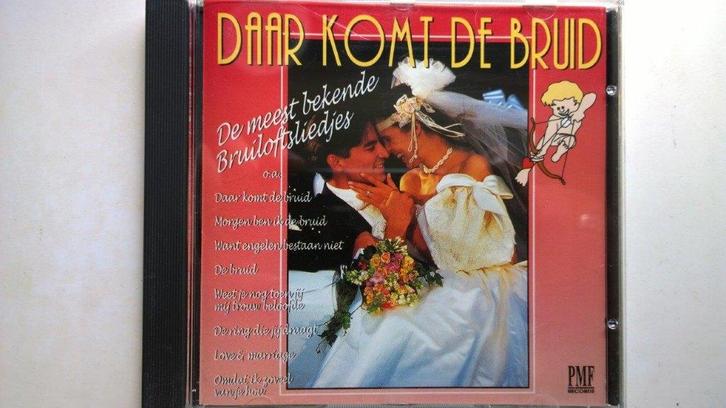 DAAR KOMT DE BRUID
De meest bekende
Bruiloftsliedjes
o.a.
Daar komt de bruid
Morgen ben ik de bruid
Want engelen bestaan niet
De bruid
Weet je nog toen jij
mij trouw beloofde
De ring die jij draagt
Love & marriage
Omdat ik zoveel
van je hou
PMF
RECORDS